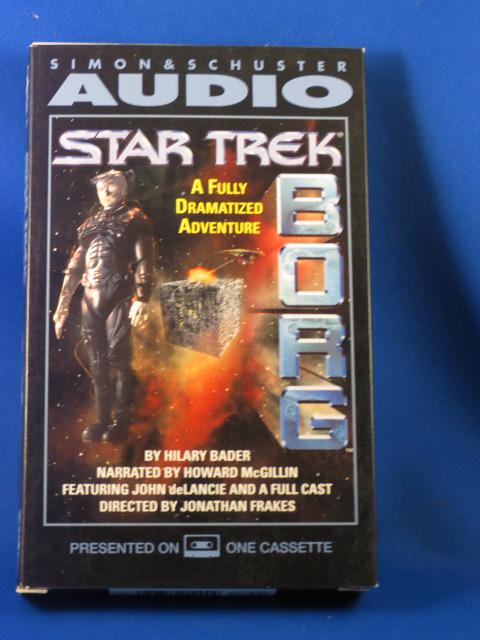 SIMON & SCHUSTER
AUDIO
STAR TREK®
A FULLY
DRAMATIZED
ADVENTURE
BORG™
BY HILARY BADER
NARRATED BY HOWARD McGILLIN
FEATURING JOHN deLANCIE AND A FULL CAST
DIRECTED BY JONATHAN FRAKES
PRESENTED ON ONE CASSETTE